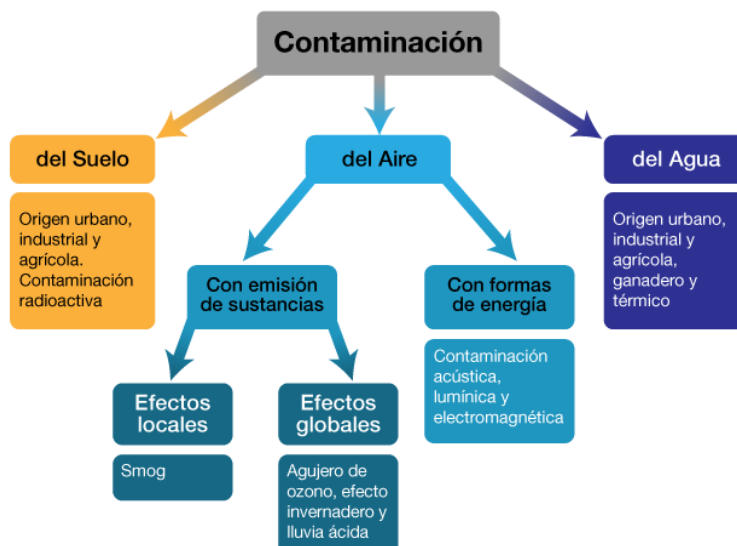 Contaminación
del Suelo
Origen urbano,
industrial y
agrícola.
Contaminación
radioactiva
del Aire
Con emisión
de sustancias
Efectos
locales
Smog
Efectos
globales
Agujero de
ozono, efecto
invernadero y
lluvia ácida
Con formas
de energía
Contaminación
acústica,
lumínica y
electromagnética
del Agua
Origen urbano,
industrial y
agrícola,
ganadero y
térmico